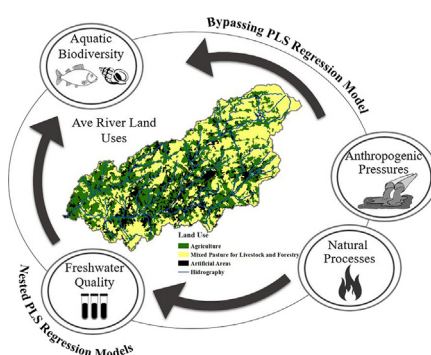 Bypassing PLS Regression Model
Aquatic
Biodiversity
Ave River Land
Uses
Anthropogenic
Pressures
Land Use
Agriculture
Mixed Pasture for Livestock and Forestry
Artificial Areas
Hidrography
Natural
Processes
Freshwater
Quality
Nested PLS Regression Models